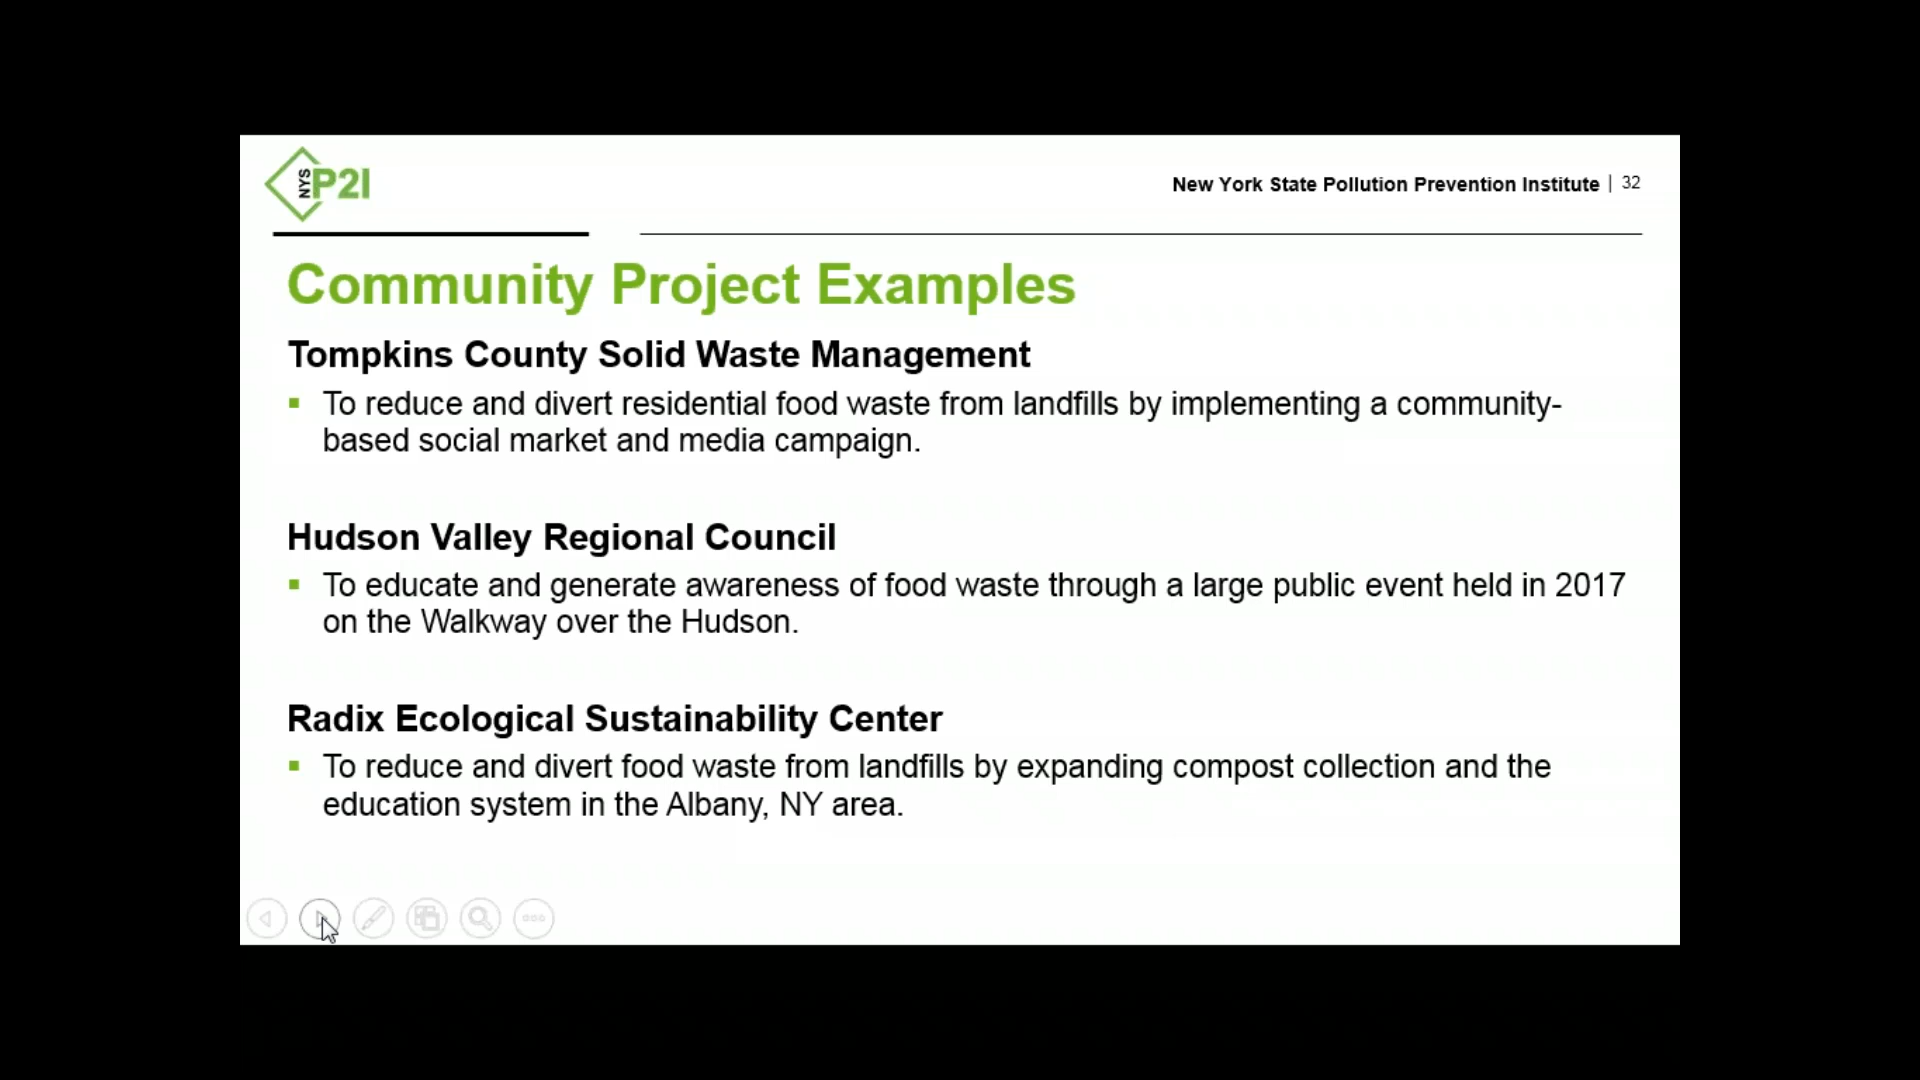 NYS P2I
New York State Pollution Prevention Institute | 32
Community Project Examples
Tompkins County Solid Waste Management
▪ To reduce and divert residential food waste from landfills by implementing a community-
based social market and media campaign.
Hudson Valley Regional Council
▪ To educate and generate awareness of food waste through a large public event held in 2017
on the Walkway over the Hudson.
Radix Ecological Sustainability Center
▪ To reduce and divert food waste from landfills by expanding compost collection and the
education system in the Albany, NY area.